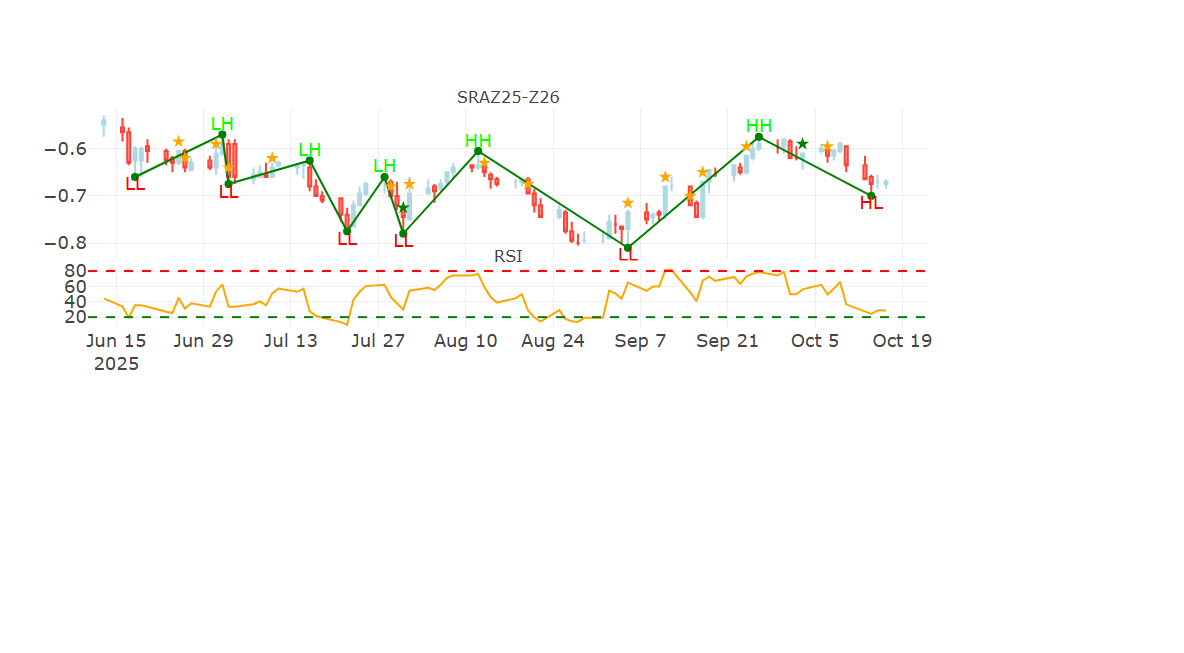 SRAZ25-Z26
LH LH LH HH HH
LL LL LL LL LL HL
−0.6
−0.7
−0.8
RSI
80
60
40
20
Jun 15 Jun 29 Jul 13 Jul 27 Aug 10 Aug 24 Sep 7 Sep 21 Oct 5 Oct 19
2025